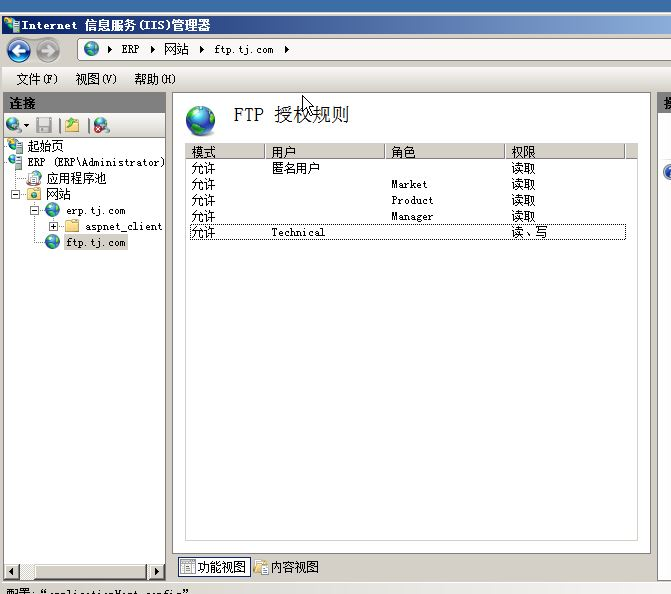 Internet 信息服务(IIS)管理器
ERP 网站 ftp.tj.com
文件(F) 视图(V) 帮助(H)
连接
起始页
ERP (ERP\Administrator)
应用程序池
网站
erp.tj.com
aspnet_client
ftp.tj.com
FTP 授权规则
模式 用户 角色 权限
允许 匿名用户 读取
允许 Market 读取
允许 Product 读取
允许 Manager 读取
允许 Technical 读、写
功能视图 内容视图